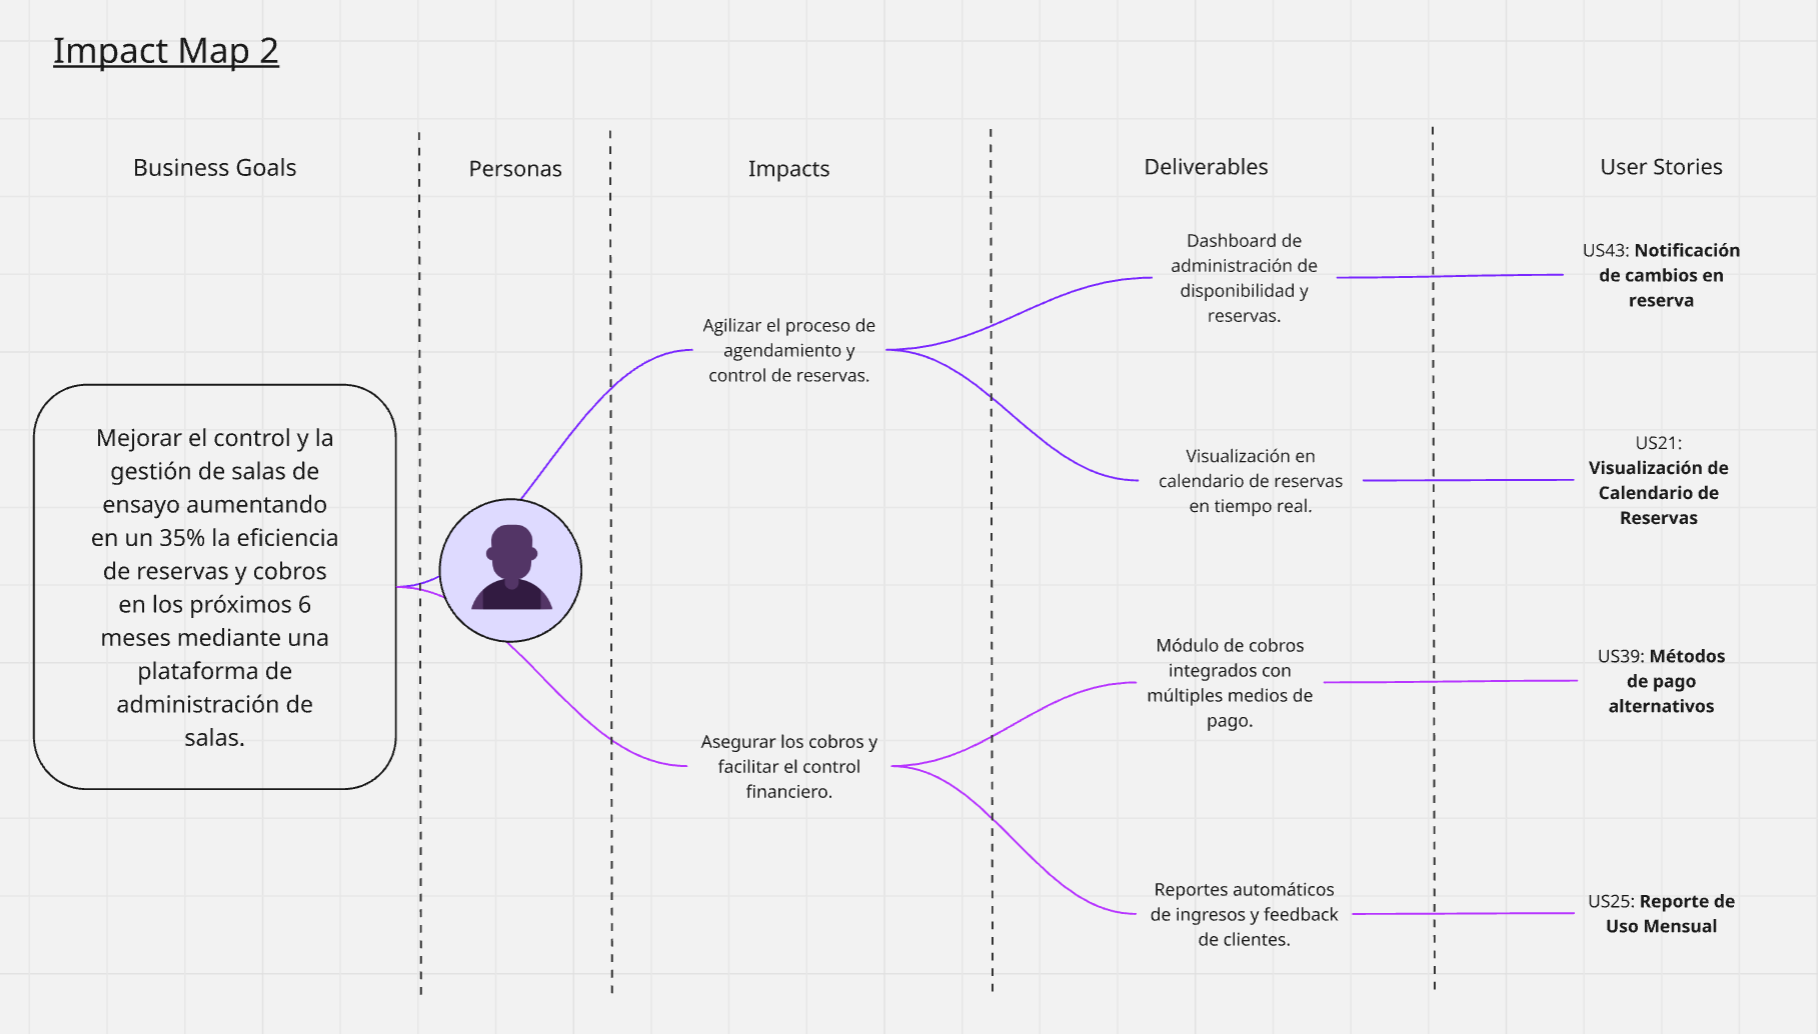 Impact Map 2
Business Goals
Personas
Impacts
Deliverables
User Stories
Mejorar el control y la
gestión de salas de
ensayo aumentando
en un 35% la eficiencia
de reservas y cobros
en los próximos 6
meses mediante una
plataforma de
administración de
salas.
Agilizar el proceso de
agendamiento y
control de reservas.
Dashboard de
administración de
disponibilidad y
reservas.
US43: Notificación
de cambios en
reserva
Visualización en
calendario de reservas
en tiempo real.
US21:
Visualización de
Calendario de
Reservas
Asegurar los cobros y
facilitar el control
financiero.
Módulo de cobros
integrados con
múltiples medios de
pago.
US39: Métodos
de pago
alternativos
Reportes automáticos
de ingresos y feedback
de clientes.
US25: Reporte de
Uso Mensual